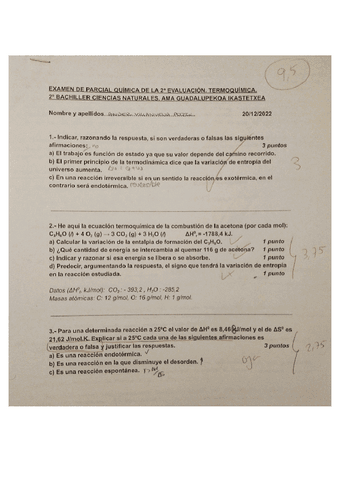 9,5
EXAMEN DE PARCIAL QUÍMICA DE LA 2ª EVALUACIÓN. TERMOQUÍMICA.
2º BACHILLER CIENCIAS NATURALES. AMA GUADALUPEKOA IKASTETXEA
Nombre y apellidos 20/12/2022
1.- Indicar, razonando la respuesta, si son verdaderas o falsas las siguientes
afirmaciones: 3 puntos
a) El trabajo es función de estado ya que su valor depende del camino recorrido.
b) El primer principio de la termodinámica dice que la variación de entropía del
universo aumenta.
3
c) En una reacción irreversible si en un sentido la reacción es exotérmica, en el
contrario será endotérmica.
2.- He aquí la ecuación termoquímica de la combustión de la acetona (por cada mol):
C₃H₆O (l) + 4 O₂ (g) → 3 CO₂ (g) + 3 H₂O (l) ΔH⁰ᵣ = -1788,4 kJ.
a) Calcular la variación de la entalpía de formación del C₃H₆O. 1 punto
b) ¿Qué cantidad de energía se intercambia al quemar 116 g de acetona? 1 punto
c) Indicar y razonar si esa energía se libera o se absorbe. 1 punto
3,75
d) Predecir, argumentando la respuesta, el signo que tendrá la variación de entropía
en la reacción estudiada. 1 punto
Datos (ΔH⁰f, kJ/mol): CO₂: - 393,2 , H₂O: - 285,2
Masas atómicas: C: 12 g/mol, O: 16 g/mol, H: 1 g/mol.
3.- Para una determinada reacción a 25ºC el valor de ΔH⁰ es 8,45 kJ/mol y el de ΔS⁰ es
21,62 J/mol.K. Explicar si a 25ºC cada una de las siguientes afirmaciones es
verdadera o falsa y justificar las respuestas. 3 puntos
a) Es una reacción endotérmica.
b) Es una reacción en la que disminuye el desorden.
2,75
c) Es una reacción espontánea.